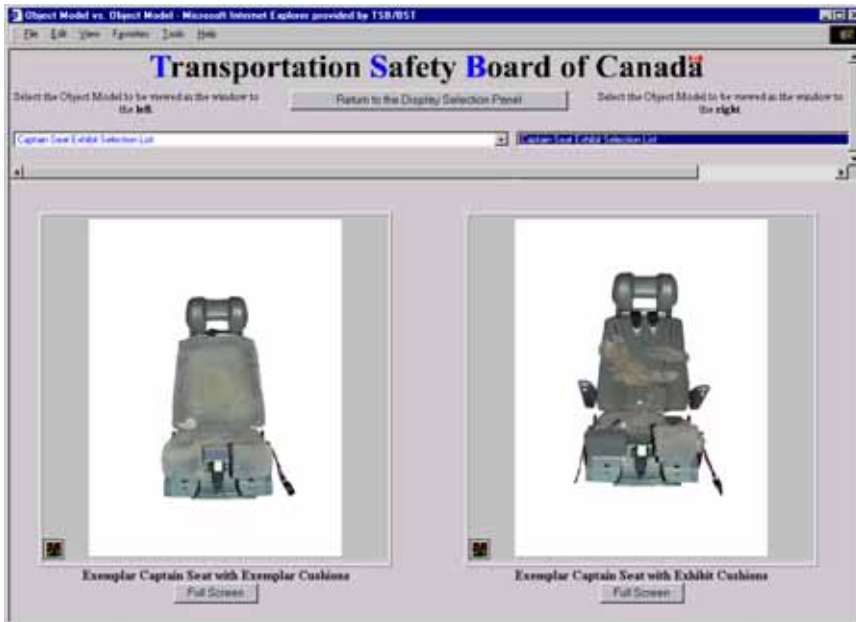 Object Model vs. Object Model - Microsoft Internet Explorer provided by TSB/BST
File Edit View Favorites Tools Help
Transportation Safety Board of Canada
Select the Object Model to be viewed in the window to
the left
Return to the Display Selection Panel
Select the Object Model to be viewed in the window to
the right
Captain Seat Exhibit Selection List
Captain Seat Exhibit Selection List
Exemplar Captain Seat with Exemplar Cushions
Full Screen
Exemplar Captain Seat with Exhibit Cushions
Full Screen